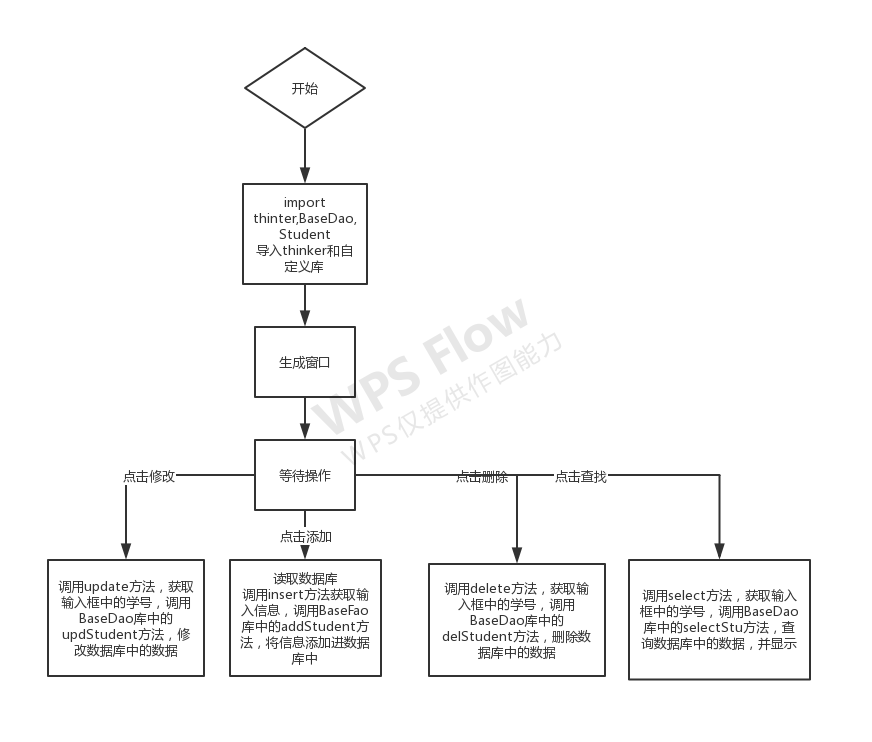 开始
import
thinter,BaseDao,
Student
导入thinker和自
定义库
生成窗口
WPS Flow
WPS仅提供作图能力
等待操作
点击修改
点击添加
点击删除
点击查找
调用update方法，获取
输入框中的学号，调用
BaseDao库中的
updStudent方法，修
改数据库中的数据
读取数据库
调用insert方法获取输
入信息，调用BaseFao
库中的addStudent方
法，将信息添加进数据
库中
调用delete方法，获取输
入框中的学号，调用
BaseDao库中的
delStudent方法，删除数
据库中的数据
调用select方法，获取输入
框中的学号，调用BaseDao
库中的selectStu方法，查
询数据库中的数据，并显示